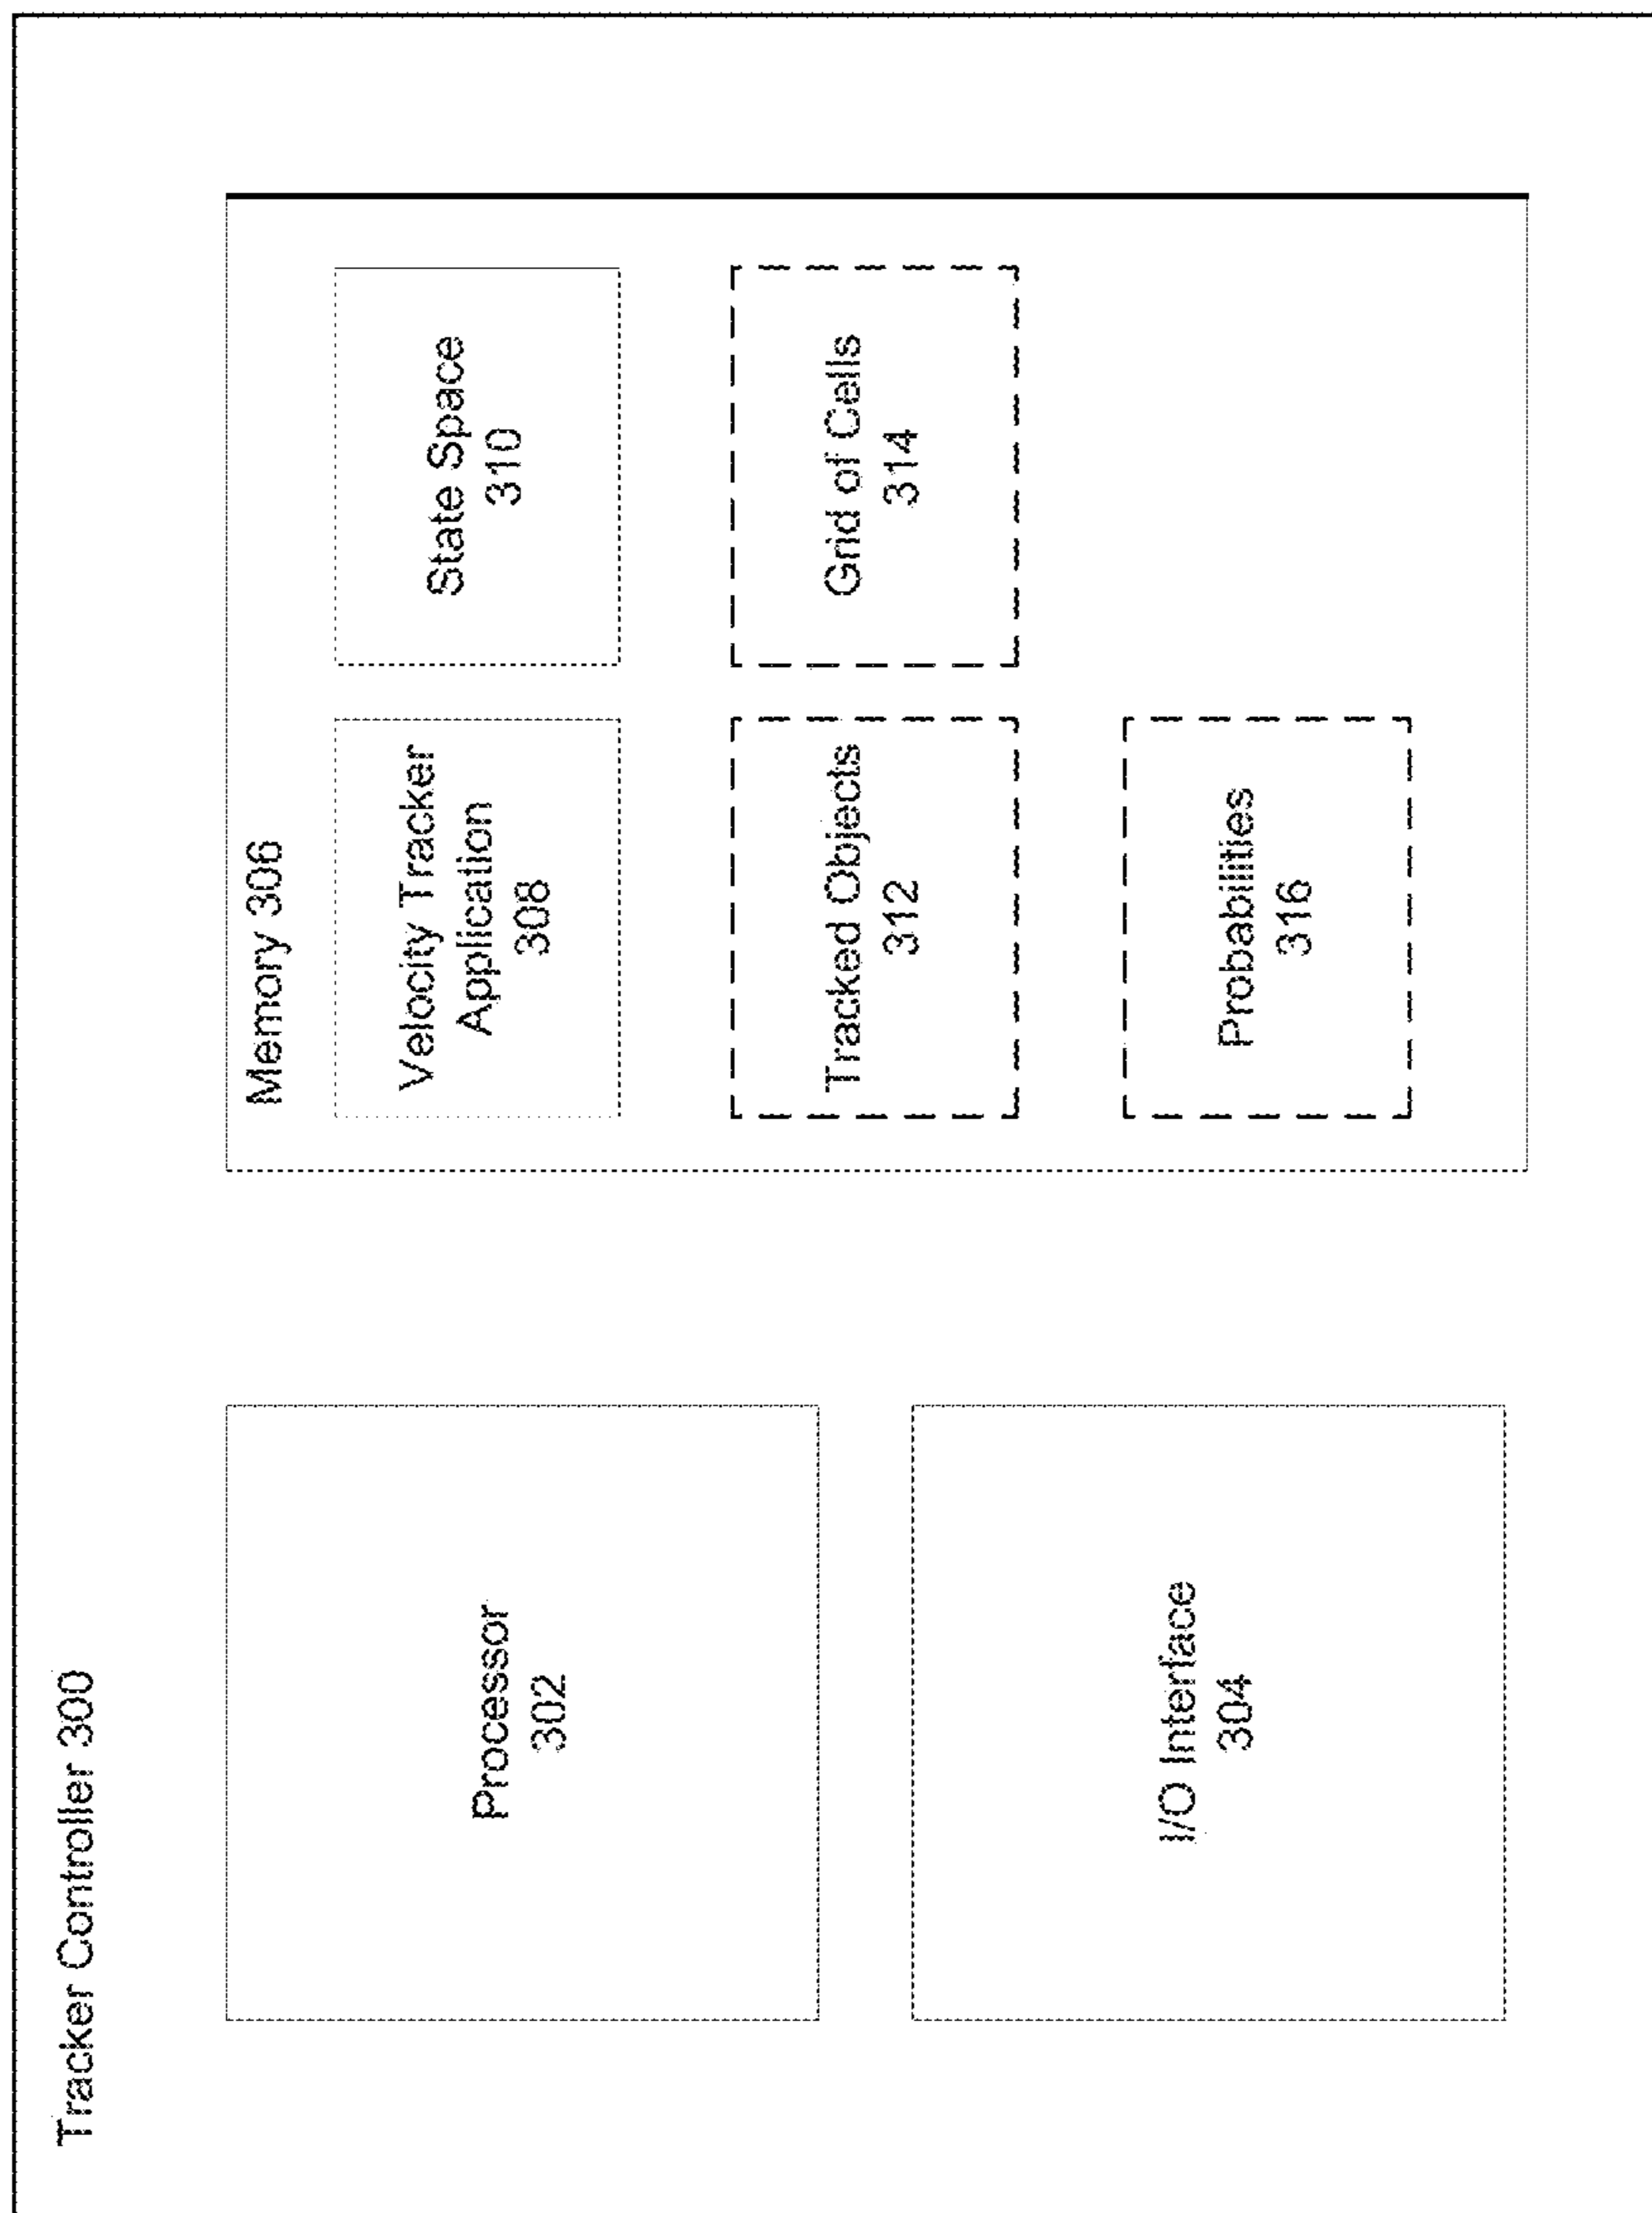 Tracker Controller 300
Processor
302
I/O Interface
304
Memory 306
Velocity Tracker
Application
308
State Space
310
Tracked Objects
312
Grid of Cells
314
Probabilities
316